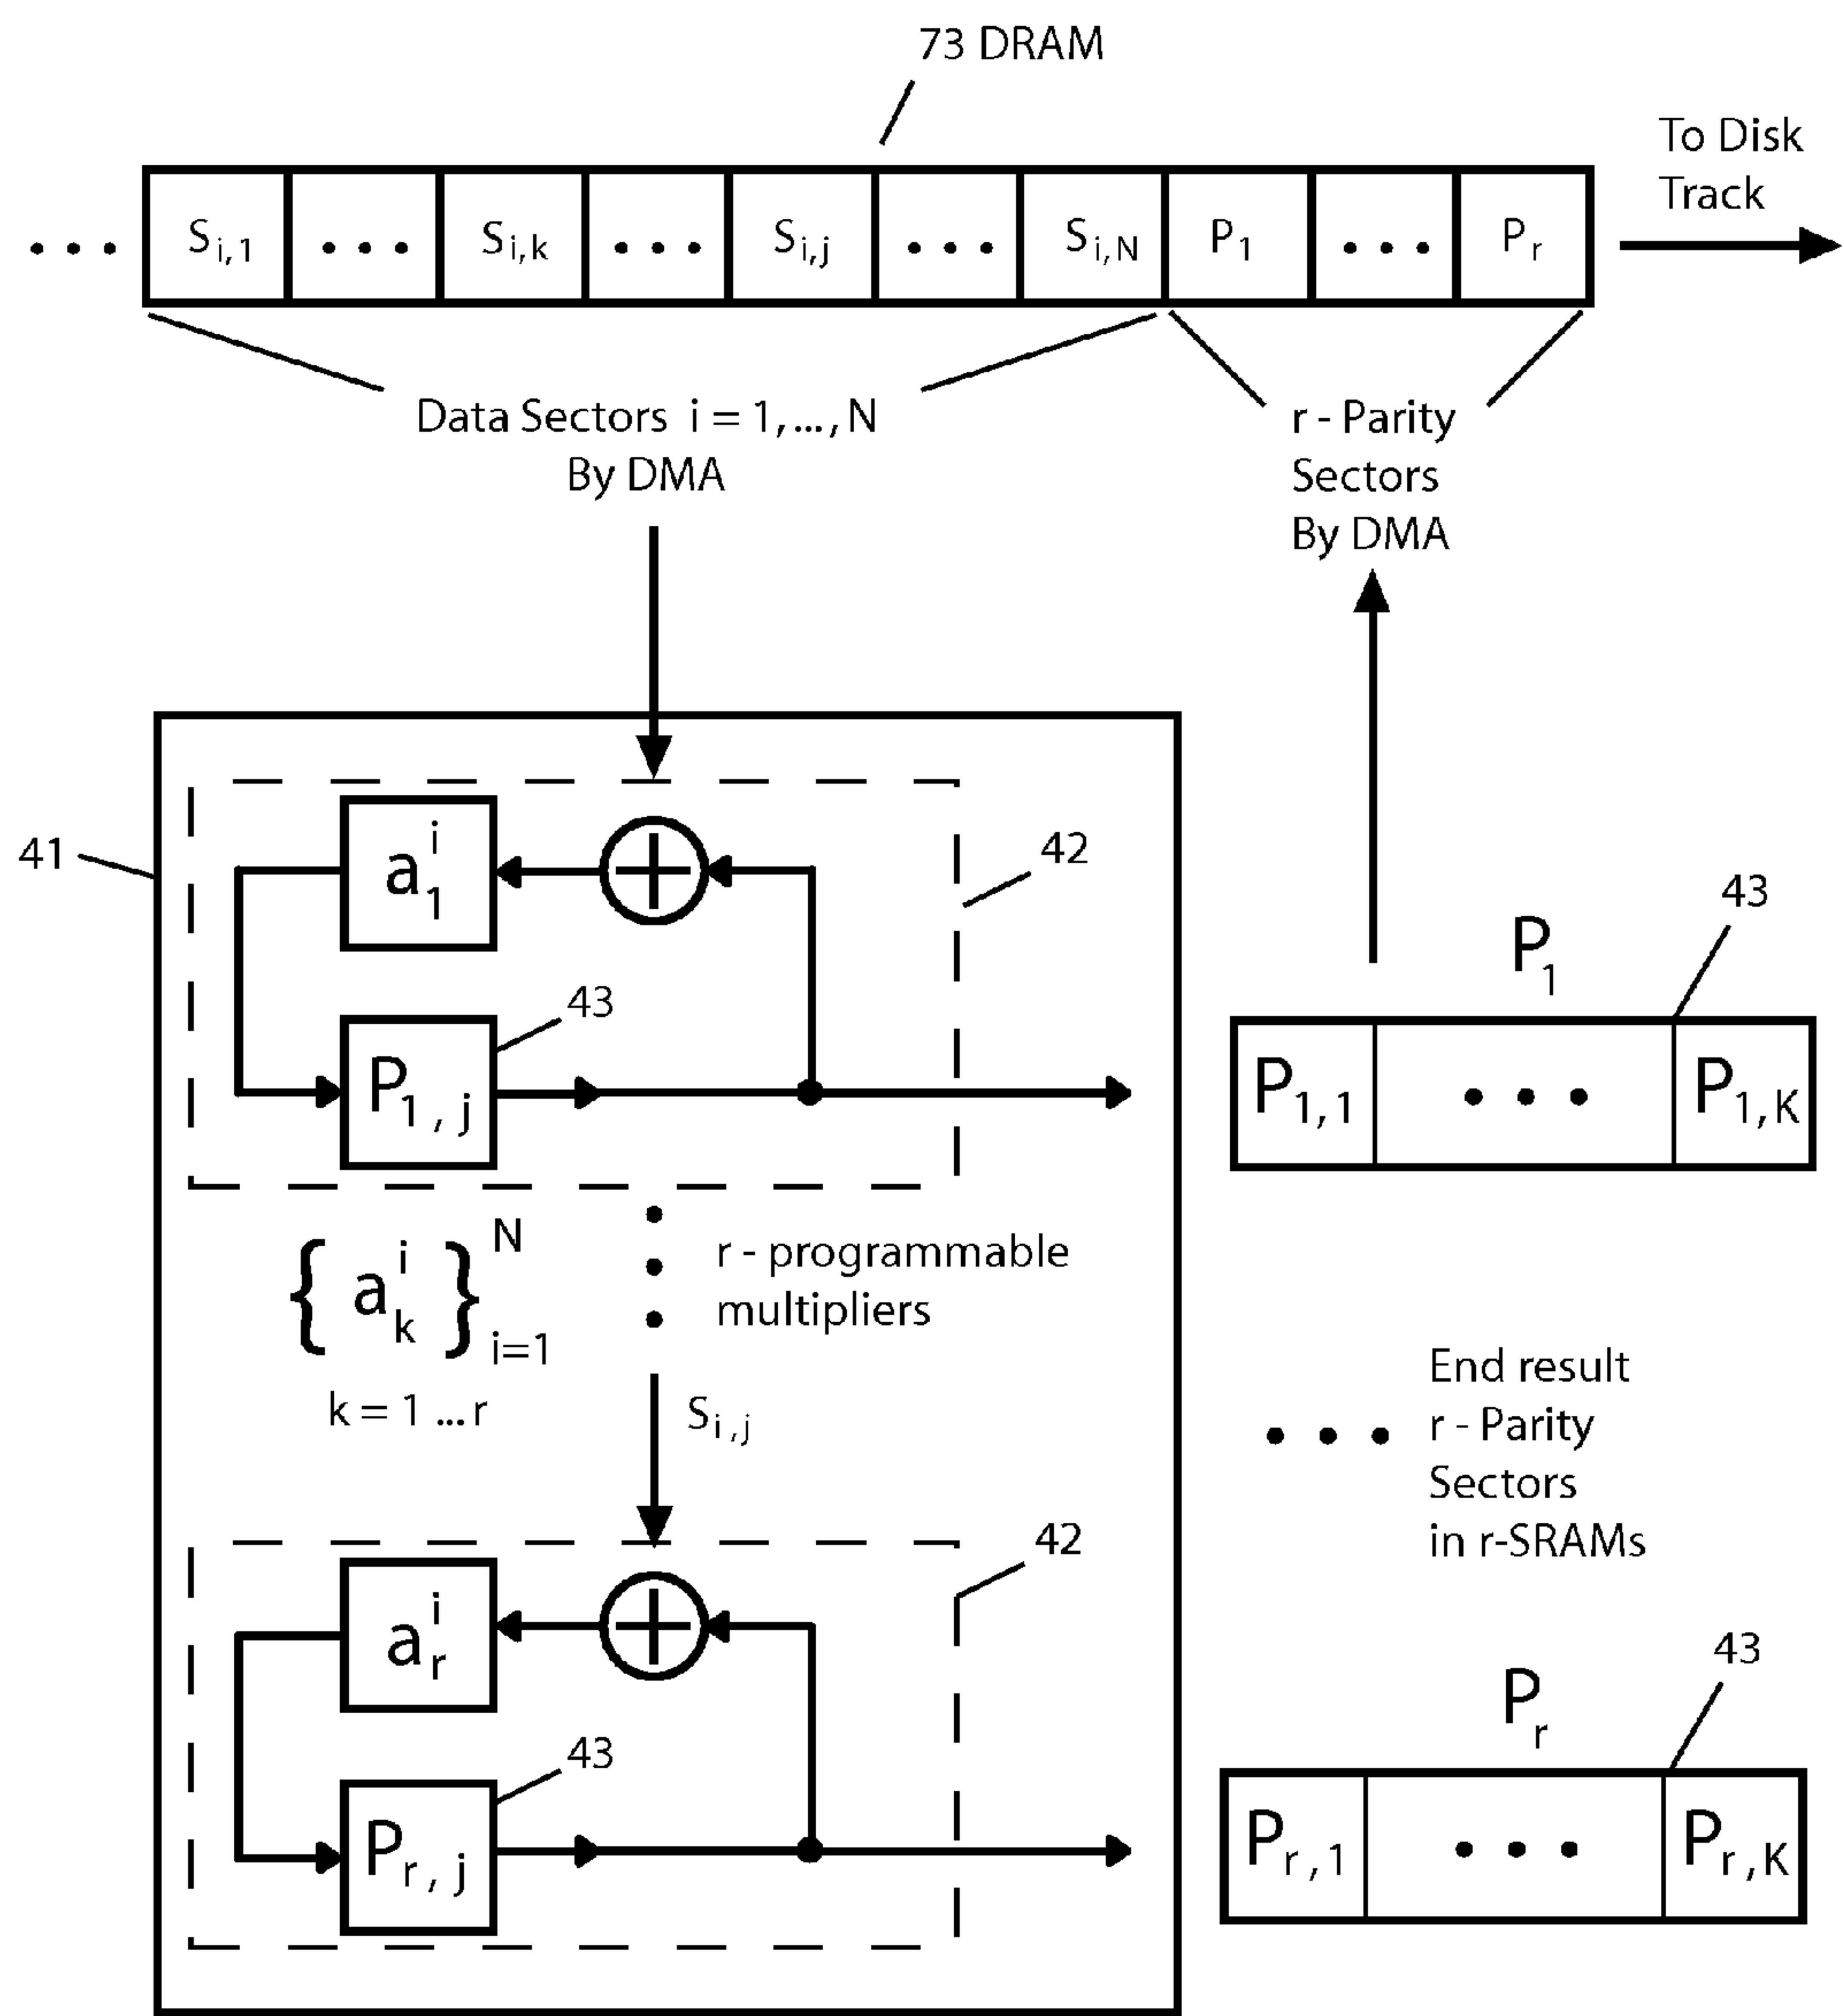 73 DRAM
To Disk
Track
... S i,1 ... S i,k ... S i,j ... S i,N P 1 ... P r
Data Sectors i = 1, ..., N
By DMA
r - Parity
Sectors
By DMA
41
a 1 i
42
43
P 1, j
P 1
43
P 1, 1 ... P 1, K
{ a k i } N i=1
k = 1 ... r
r - programmable
multipliers
S i, j
End result
... r - Parity
Sectors
in r-SRAMs
42
a r i
43
P r, j
P r
43
P r, 1 ... P r, K